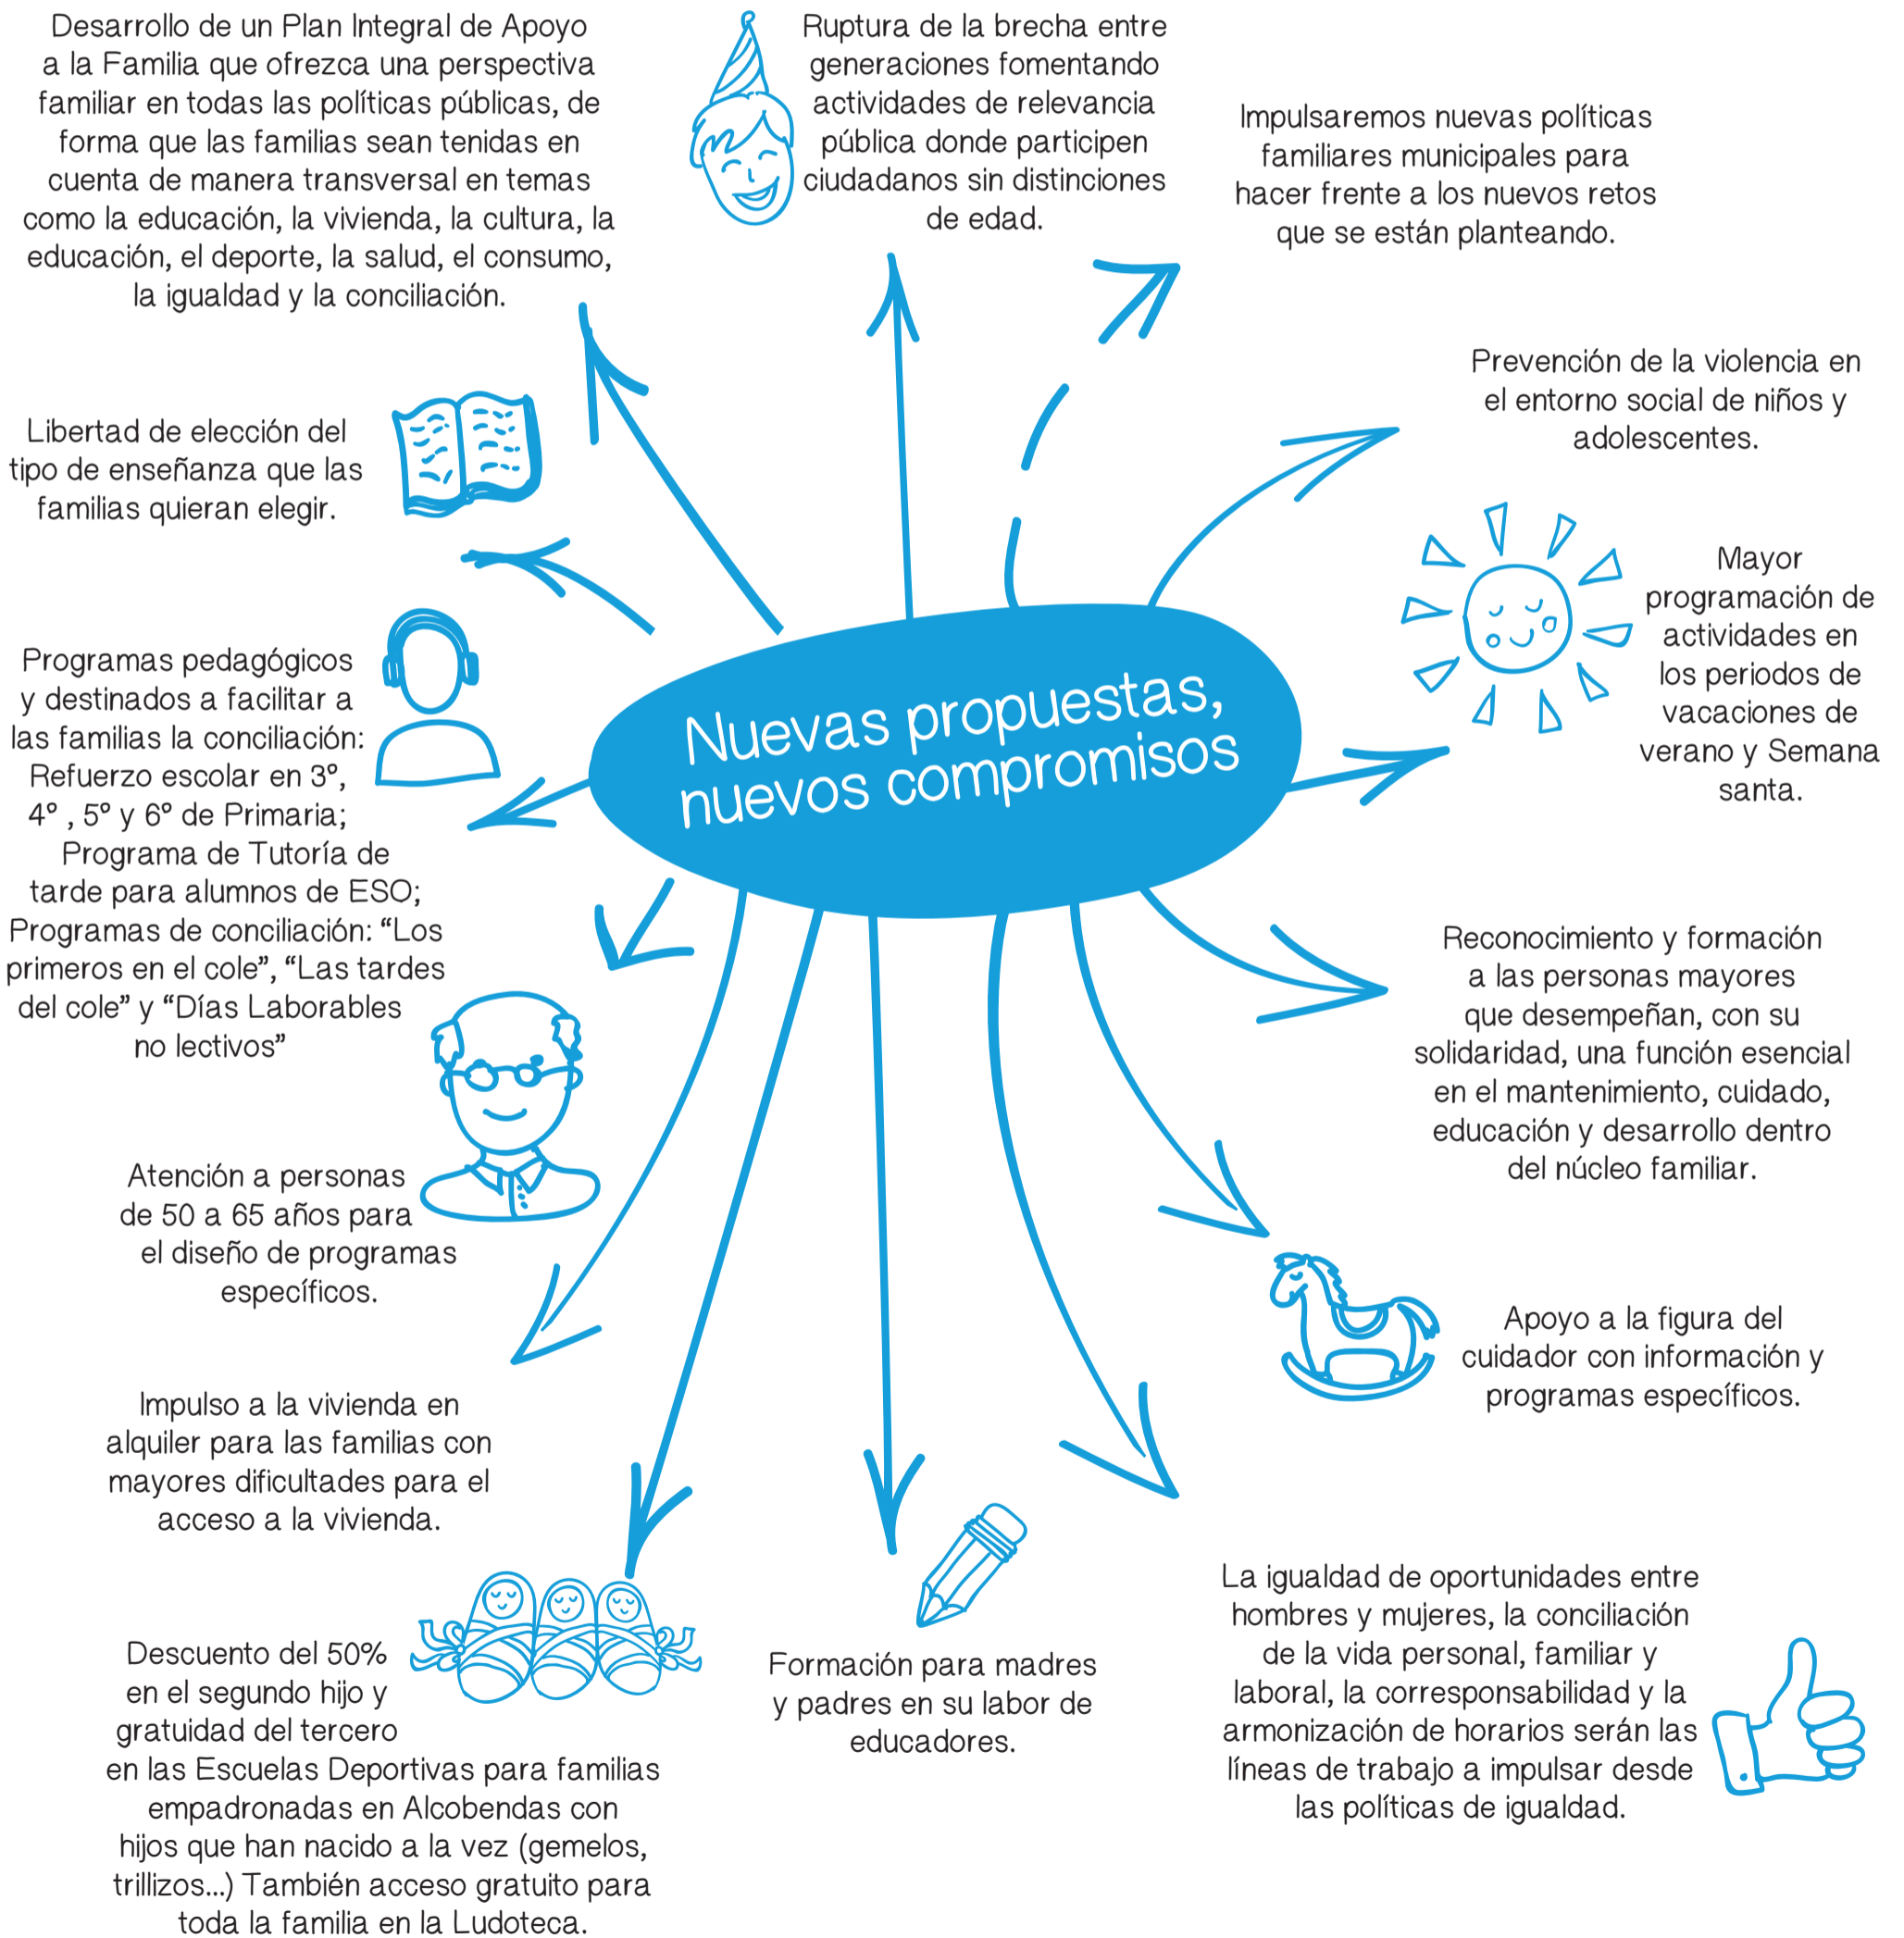 Desarrollo de un Plan Integral de Apoyo
a la Familia que ofrezca una perspectiva
familiar en todas las políticas públicas, de
forma que las familias sean tenidas en
cuenta de manera transversal en temas
como la educación, la vivienda, la cultura, la
educación, el deporte, la salud, el consumo,
la igualdad y la conciliación.
Ruptura de la brecha entre
generaciones fomentando
actividades de relevancia
pública donde participen
ciudadanos sin distinciones
de edad.
Impulsaremos nuevas políticas
familiares municipales para
hacer frente a los nuevos retos
que se están planteando.
Prevención de la violencia en
el entorno social de niños y
adolescentes.
Libertad de elección del
tipo de enseñanza que las
familias quieran elegir.
Mayor
programación de
actividades en
los periodos de
vacaciones de
verano y Semana
santa.
Programas pedagógicos
y destinados a facilitar a
las familias la conciliación:
Refuerzo escolar en 3º,
4º , 5º y 6º de Primaria;
Programa de Tutoría de
tarde para alumnos de ESO;
Programas de conciliación: “Los
primeros en el cole”, “Las tardes
del cole” y “Días Laborables
no lectivos”
Nuevas propuestas,
nuevos compromisos
Reconocimiento y formación
a las personas mayores
que desempeñan, con su
solidaridad, una función esencial
en el mantenimiento, cuidado,
educación y desarrollo dentro
del núcleo familiar.
Atención a personas
de 50 a 65 años para
el diseño de programas
específicos.
Apoyo a la figura del
cuidador con información y
programas específicos.
Impulso a la vivienda en
alquiler para las familias con
mayores dificultades para el
acceso a la vivienda.
Descuento del 50%
en el segundo hijo y
gratuidad del tercero
en las Escuelas Deportivas para familias
empadronadas en Alcobendas con
hijos que han nacido a la vez (gemelos,
trillizos...) También acceso gratuito para
toda la familia en la Ludoteca.
Formación para madres
y padres en su labor de
educadores.
La igualdad de oportunidades entre
hombres y mujeres, la conciliación
de la vida personal, familiar y
laboral, la corresponsabilidad y la
armonización de horarios serán las
líneas de trabajo a impulsar desde
las políticas de igualdad.